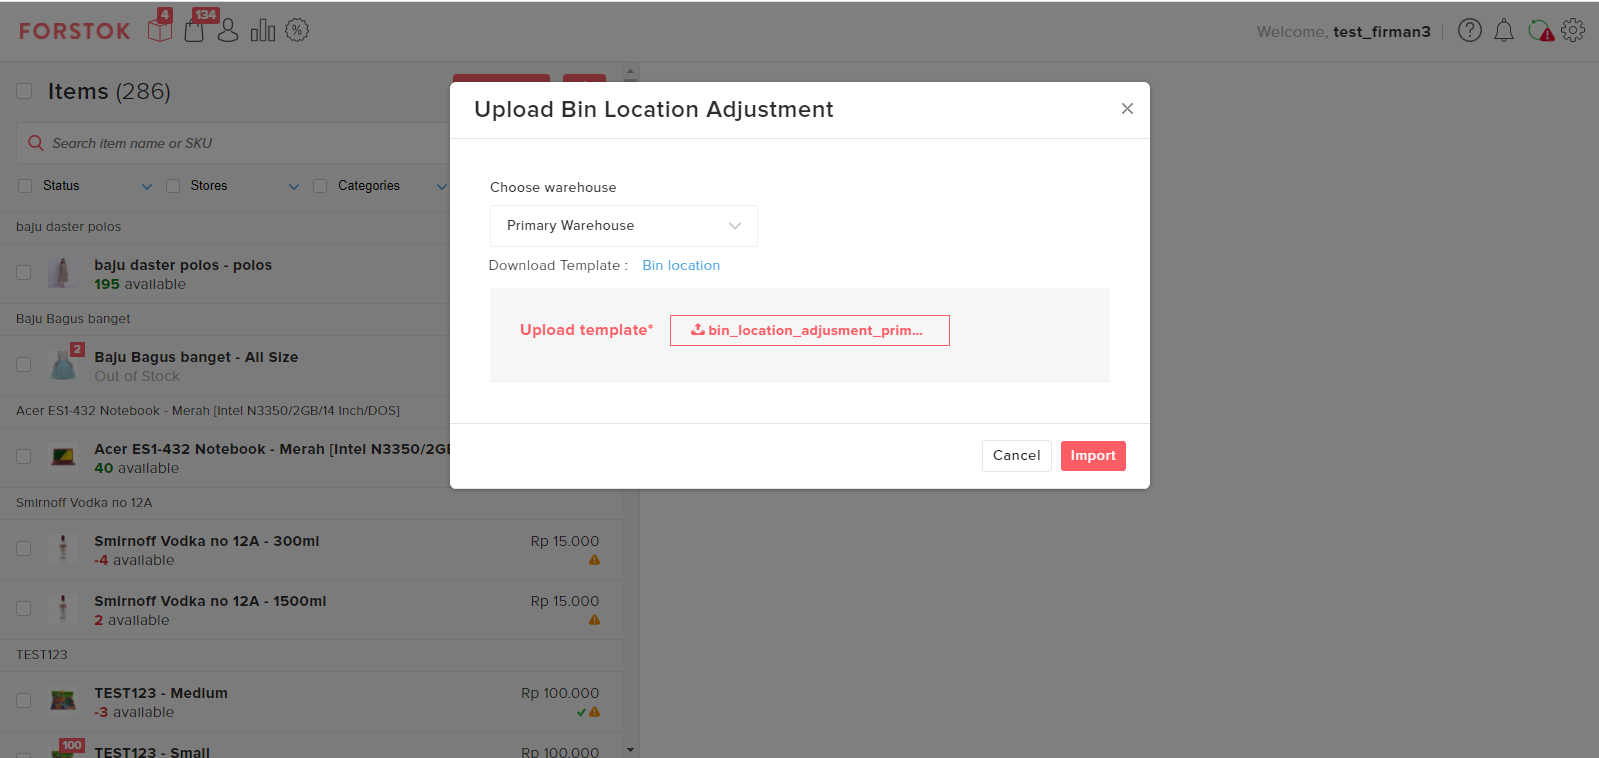 FORSTOK
4
134
Welcome, test_firman3
Items (286)
Search item name or SKU
Status
Stores
Categories
baju daster polos
baju daster polos - polos
195 available
Baju Bagus banget
2
Baju Bagus banget - All Size
Out of Stock
Acer ES1-432 Notebook - Merah [Intel N3350/2GB/14 Inch/DOS]
Acer ES1-432 Notebook - Merah [Intel N3350/2GB
40 available
Smirnoff Vodka no 12A
Smirnoff Vodka no 12A - 300ml
Rp 15.000
-4 available
Smirnoff Vodka no 12A - 1500ml
Rp 15.000
2 available
TEST123
TEST123 - Medium
Rp 100.000
-3 available
100
TEST123 - Small
Rp 100.000
Upload Bin Location Adjustment
Choose warehouse
Primary Warehouse
Download Template : Bin location
Upload template*
bin_location_adjusment_prim...
Cancel
Import